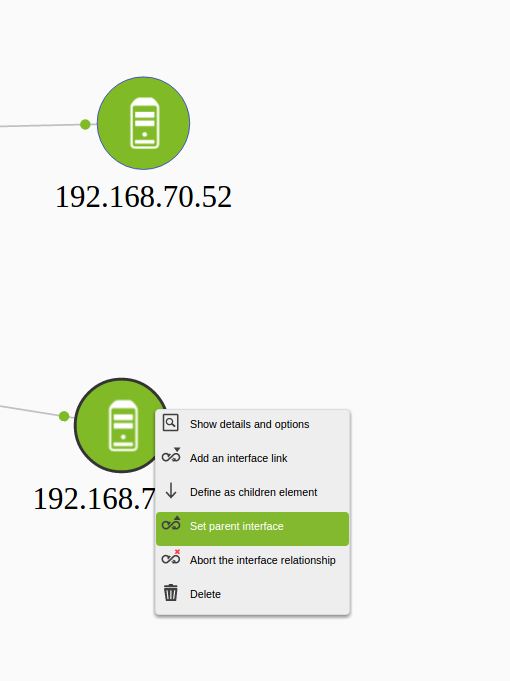 192.168.70.52
192.168.7
Show details and options
Add an interface link
Define as children element
Set parent interface
Abort the interface relationship
Delete